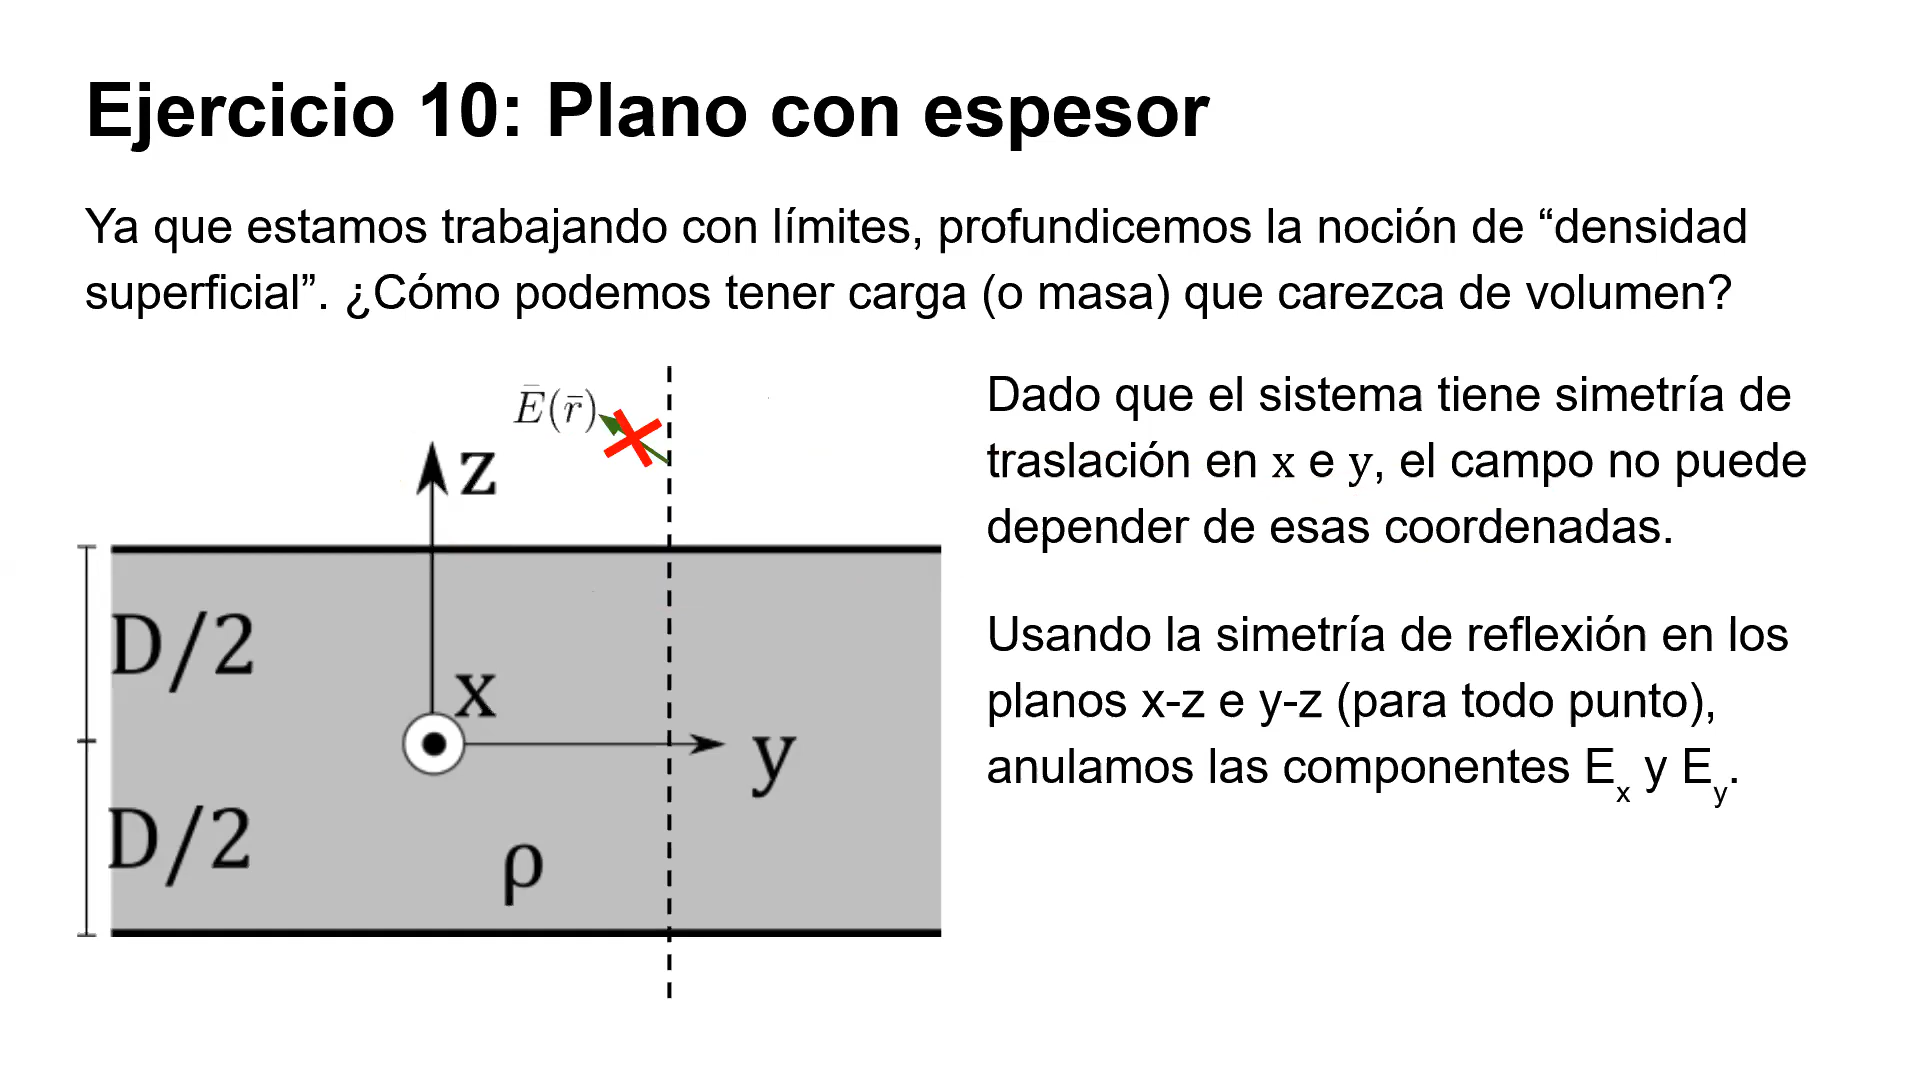 Ejercicio 10: Plano con espesor
Ya que estamos trabajando con límites, profundicemos la noción de “densidad
superficial”. ¿Cómo podemos tener carga (o masa) que carezca de volumen?
Ē(r̄)
z
D/2
x
y
D/2
ρ
Dado que el sistema tiene simetría de
traslación en x e y, el campo no puede
depender de esas coordenadas.
Usando la simetría de reflexión en los
planos x-z e y-z (para todo punto),
anulamos las componentes Eₓ y E_y.